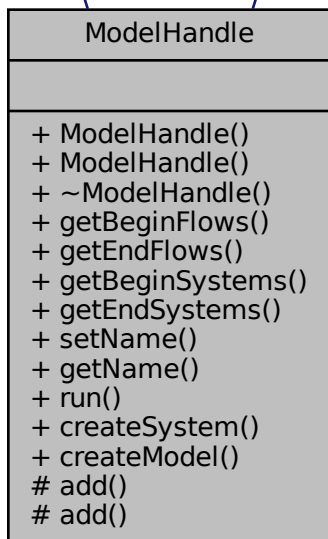 ModelHandle
+ ModelHandle()
+ ModelHandle()
+ ~ModelHandle()
+ getBeginFlows()
+ getEndFlows()
+ getBeginSystems()
+ getEndSystems()
+ setName()
+ getName()
+ run()
+ createSystem()
+ createModel()
# add()
# add()